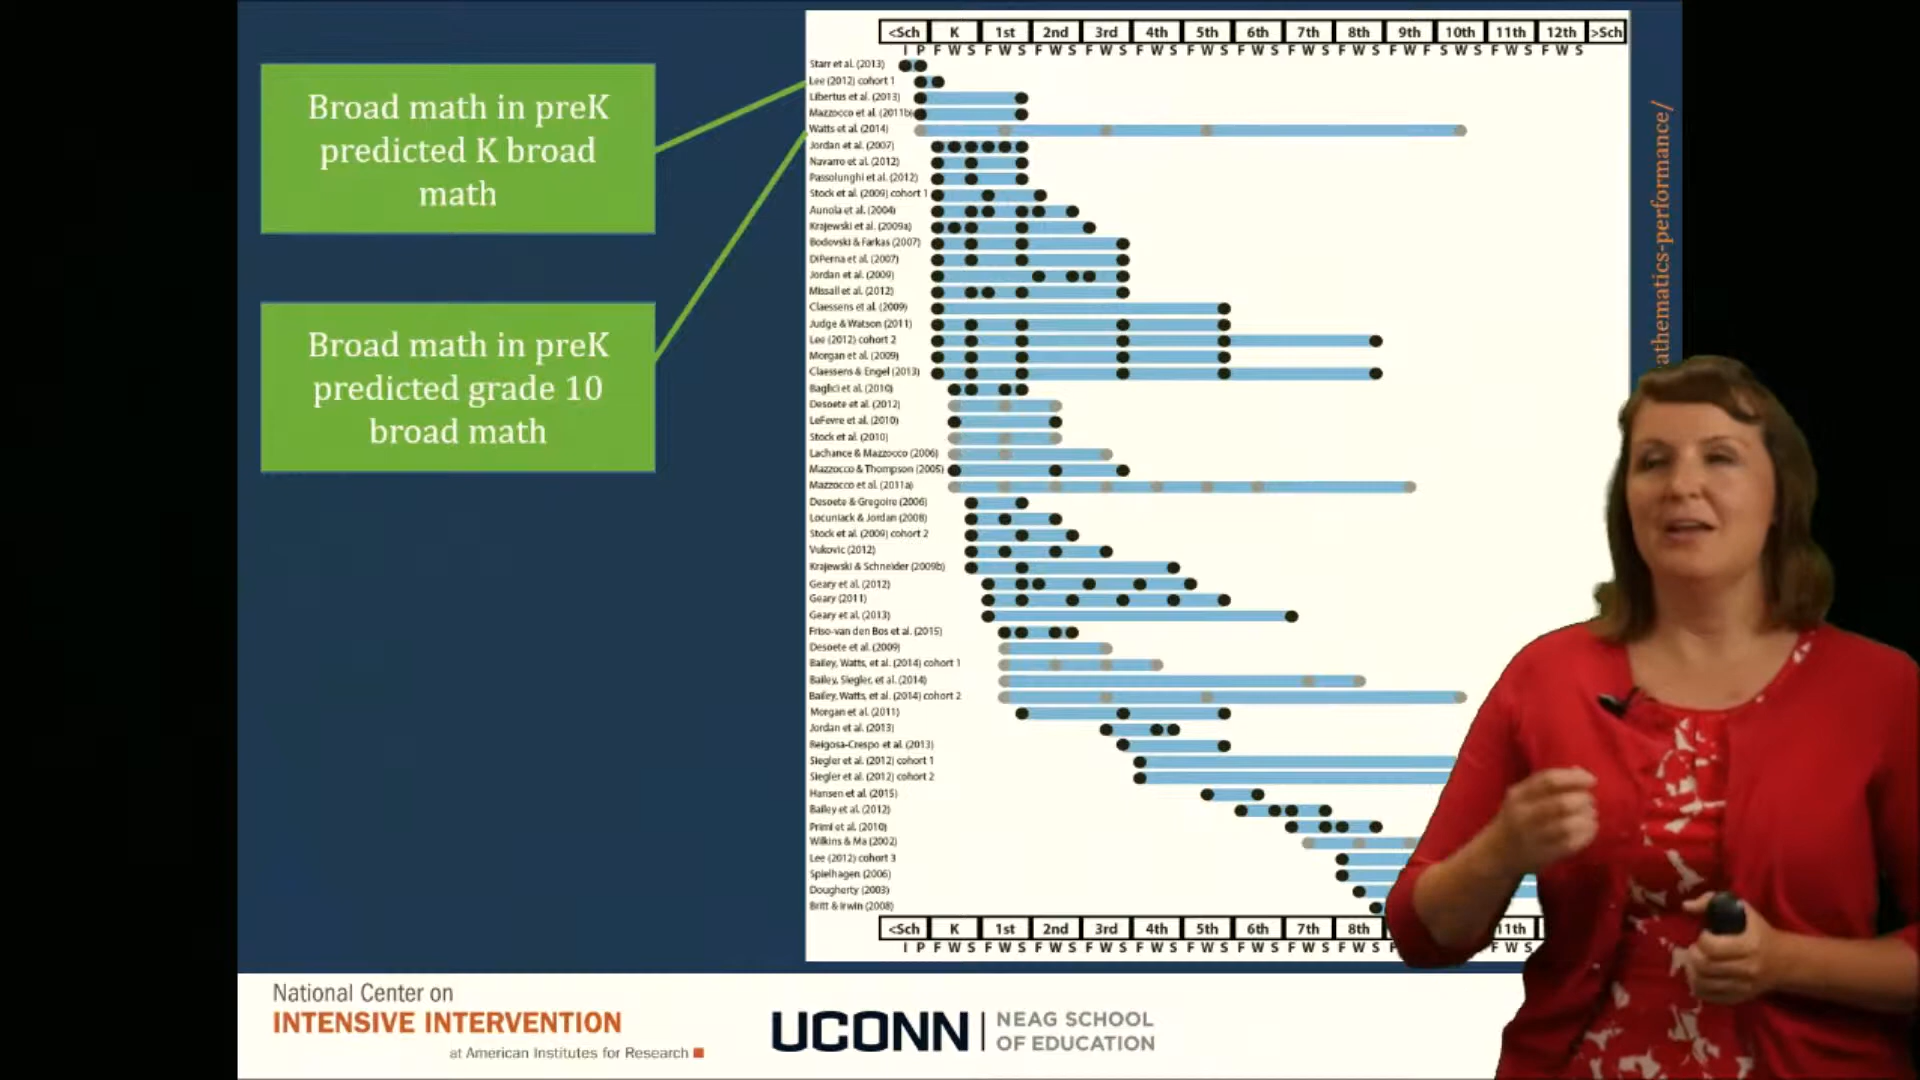 Broad math in preK
predicted K broad
math
Broad math in preK
predicted grade 10
broad math
<Sch K 1st 2nd 3rd 4th 5th 6th 7th 8th 9th 10th 11th 12th >Sch
I P F W S F W S F W S F W S F W S F W S F W S F W S F W S F W F S W S F W S F W S
Starr et al. (2013)
Lee (2012) cohort 1
Libertus et al. (2013)
Mazzocco et al. (2011b)
Watts et al. (2014)
Jordan et al. (2007)
Navarro et al. (2012)
Passolunghi et al. (2012)
Stock et al. (2009) cohort 1
Aunola et al. (2004)
Krajewski et al. (2009a)
Bodovski & Farkas (2007)
DiPerna et al. (2007)
Jordan et al. (2009)
Missall et al. (2012)
Claessens et al. (2009)
Judge & Watson (2011)
Lee (2012) cohort 2
Morgan et al. (2009)
Claessens & Engel (2013)
Baglici et al. (2010)
Desoete et al. (2012)
LeFevre et al. (2010)
Stock et al. (2010)
Lachance & Mazzocco (2006)
Mazzocco & Thompson (2005)
Mazzocco et al. (2011a)
Desoete & Gregoire (2006)
Locuniack & Jordan (2008)
Stock et al. (2009) cohort 2
Vukovic (2012)
Krajewski & Schneider (2009b)
Geary et al. (2012)
Geary (2011)
Geary et al. (2013)
Friso-van den Bos et al. (2015)
Desoete et al. (2009)
Bailey, Watts, et al. (2014) cohort 1
Bailey, Siegler, et al. (2014)
Bailey, Watts, et al. (2014) cohort 2
Morgan et al. (2011)
Jordan et al. (2013)
Reigosa-Crespo et al. (2013)
Siegler et al. (2012) cohort 1
Siegler et al. (2012) cohort 2
Hansen et al. (2015)
Bailey et al. (2012)
Primi et al. (2010)
Wilkins & Ma (2002)
Lee (2012) cohort 3
Spielhagen (2006)
Dougherty (2003)
Britt & Irwin (2008)
<Sch K 1st 2nd 3rd 4th 5th 6th 7th 8th 11th
I P F W S F W S F W S F W S F W S F W S F W S F W S F W S F F W S F W S
athematics-performance/
National Center on
INTENSIVE INTERVENTION
at American Institutes for Research
UCONN
NEAG SCHOOL
OF EDUCATION